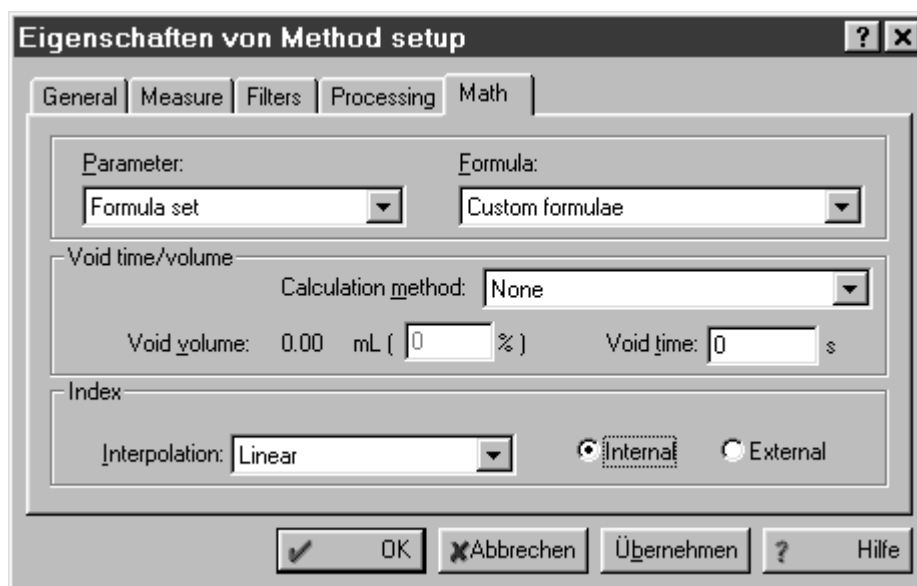 Eigenschaften von Method setup ? x
General Measure Filters Processing Math
Parameter: Formula:
Formula set Custom formulae
Void time/volume
Calculation method: None
Void volume: 0.00 mL ( 0 % ) Void time: 0 s
Index
Interpolation: Linear Internal External
OK Abbrechen Übernehmen ? Hilfe